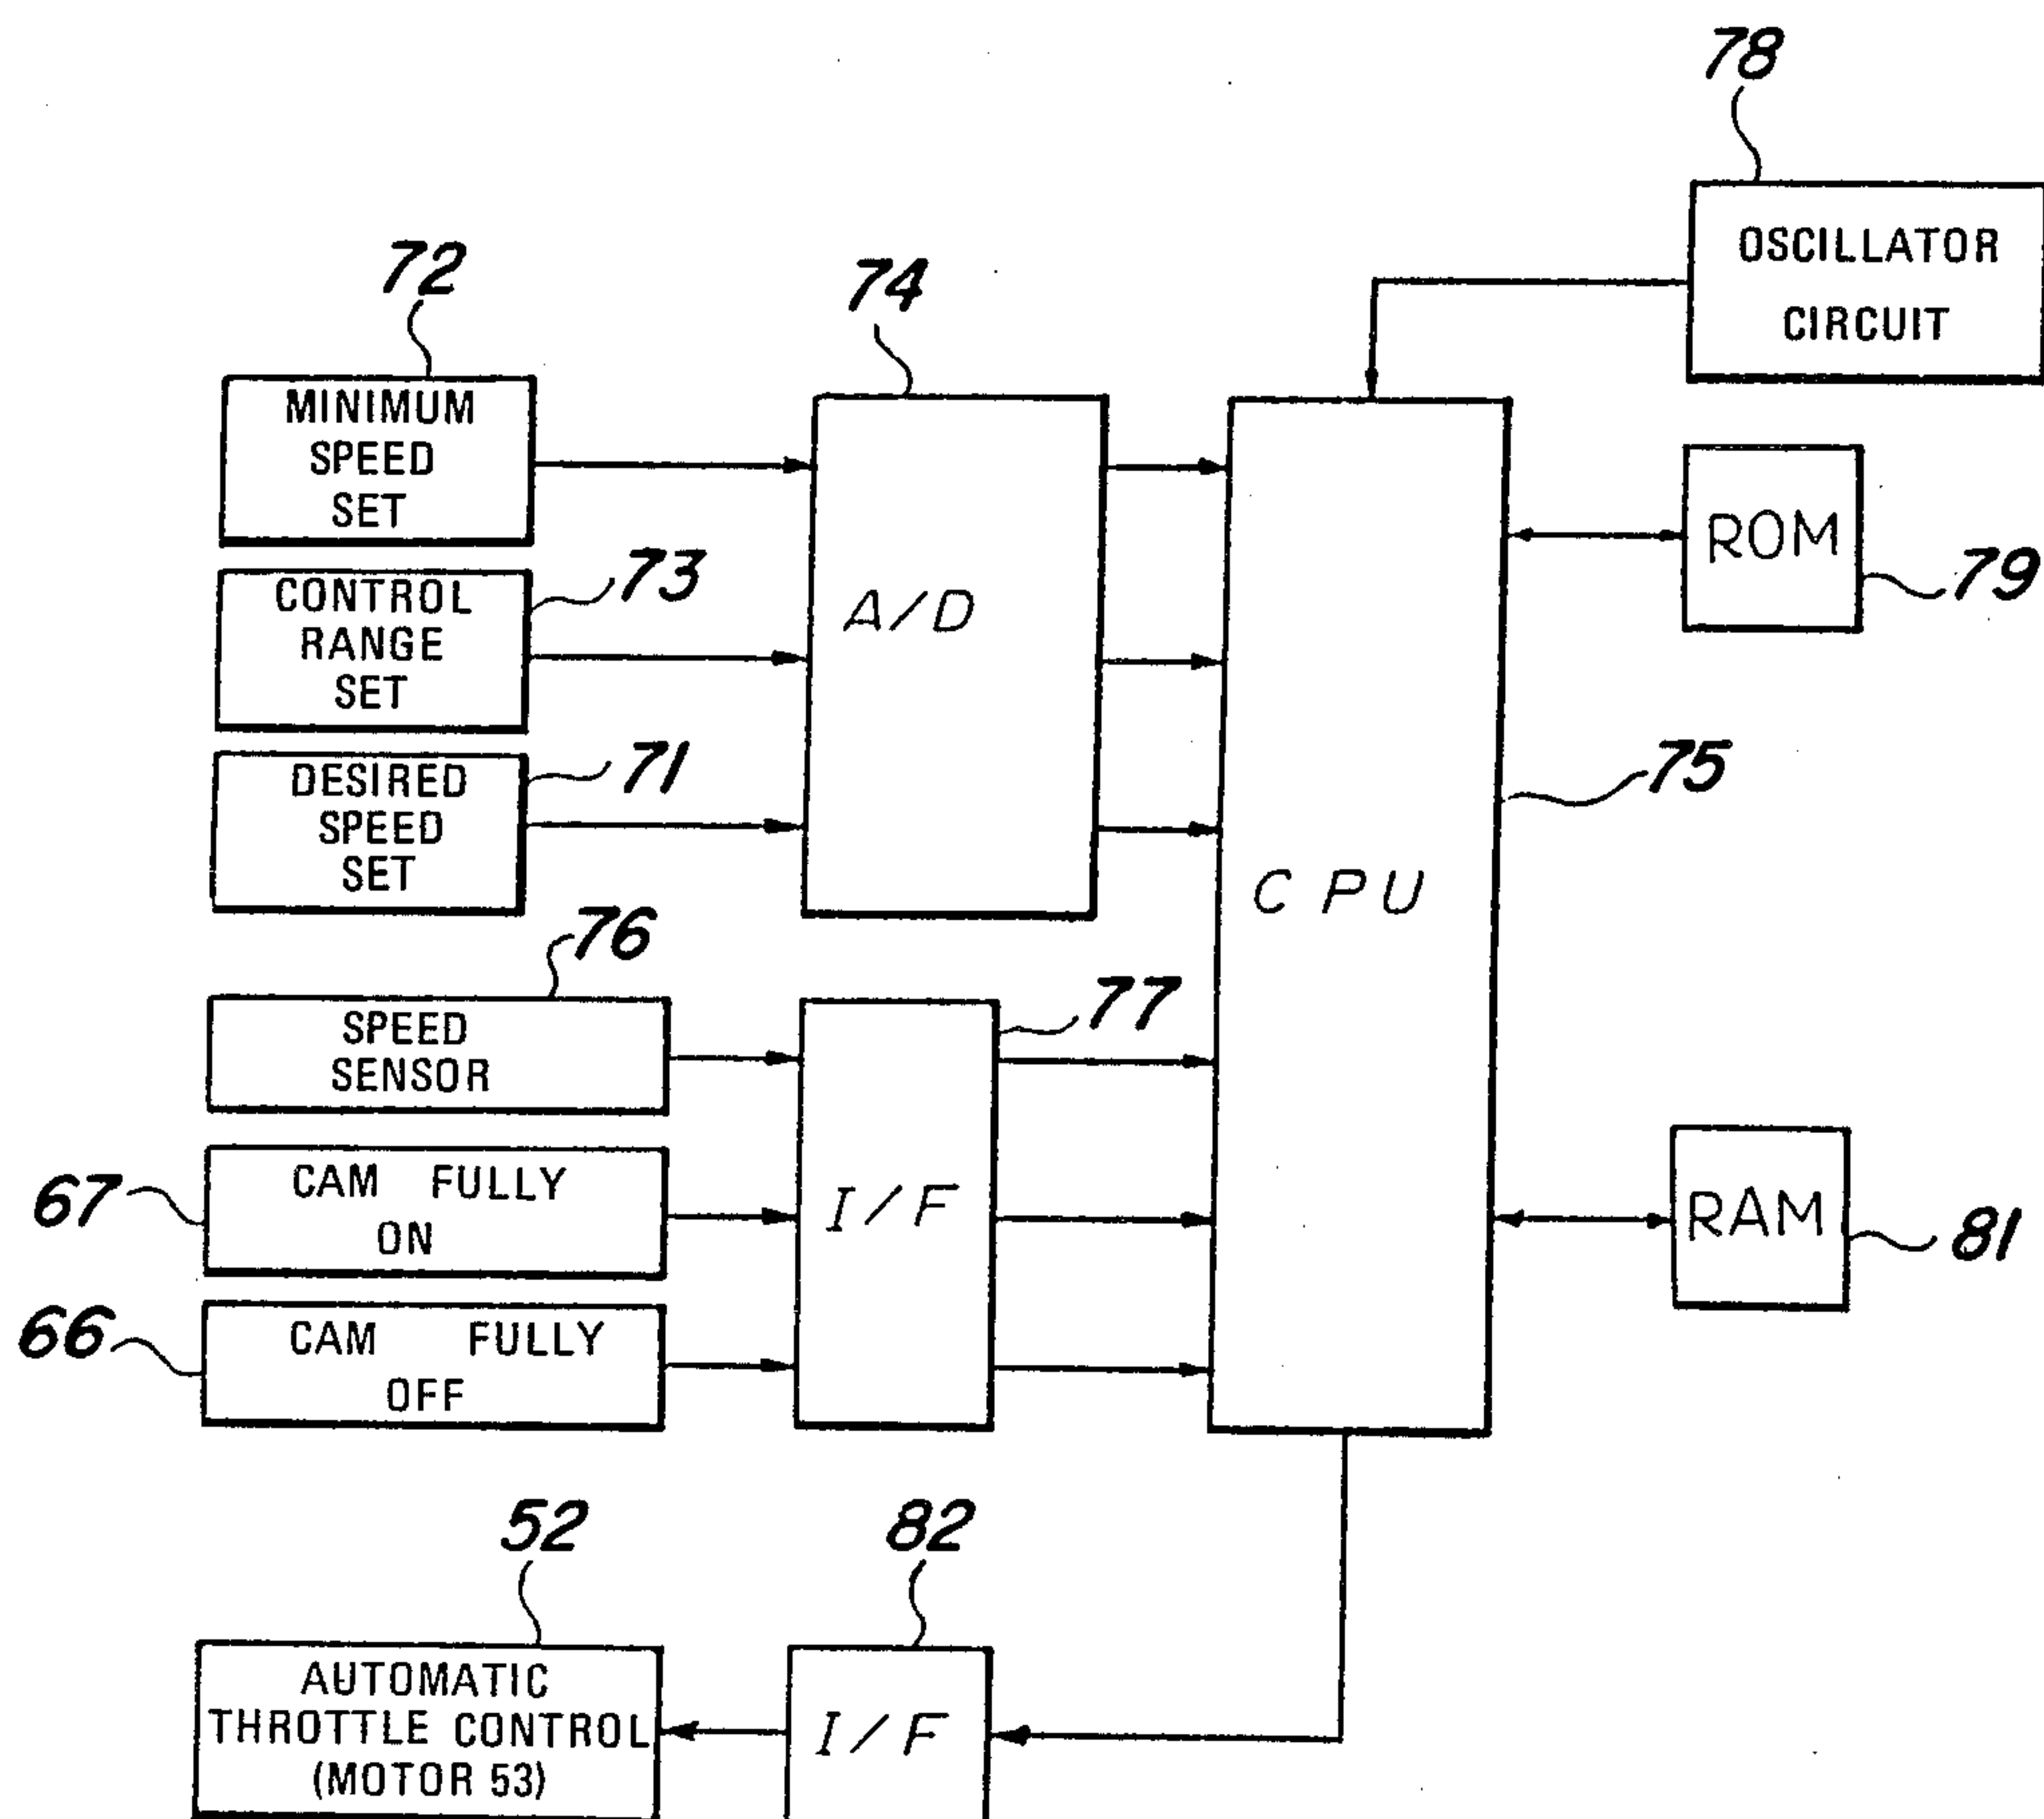 78
OSCILLATOR
CIRCUIT
72
74
MINIMUM
SPEED
SET
ROM
79
73
CONTROL
RANGE
SET
A/D
71
DESIRED
SPEED
SET
75
CPU
76
SPEED
SENSOR
77
67
CAM FULLY
ON
I/F
RAM
81
66
CAM FULLY
OFF
52
82
AUTOMATIC
THROTTLE CONTROL
(MOTOR 53)
I/F